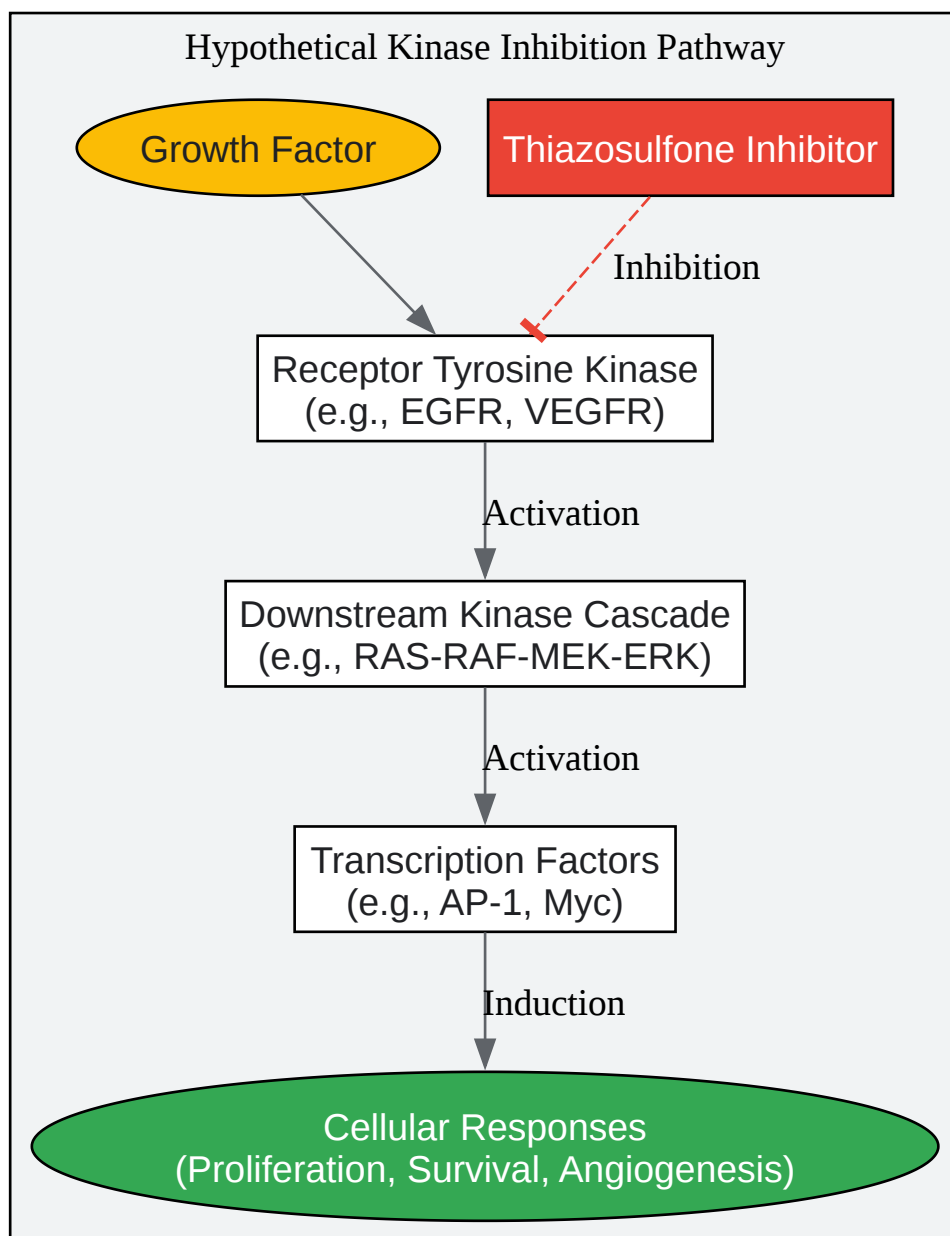 Hypothetical Kinase Inhibition Pathway
Growth Factor
Thiazosulfone Inhibitor
Inhibition
Receptor Tyrosine Kinase
(e.g., EGFR, VEGFR)
Activation
Downstream Kinase Cascade
(e.g., RAS-RAF-MEK-ERK)
Activation
Transcription Factors
(e.g., AP-1, Myc)
Induction
Cellular Responses
(Proliferation, Survival, Angiogenesis)